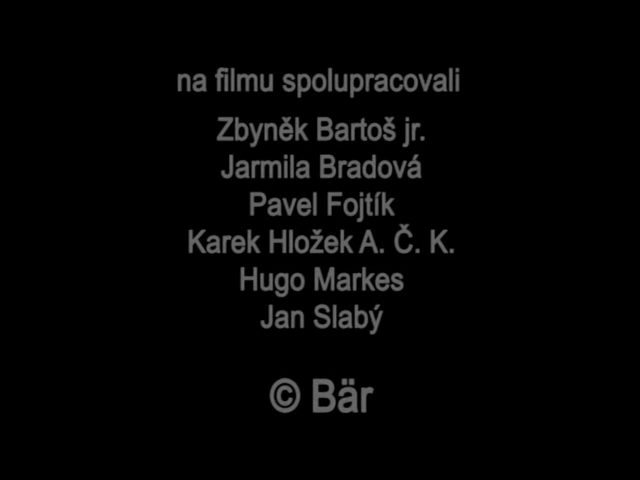 na filmu spolupracovali
Zbyněk Bartoš jr.
Jarmila Bradová
Pavel Fojtík
Karek Hložek A. Č. K.
Hugo Markes
Jan Slabý
© Bär